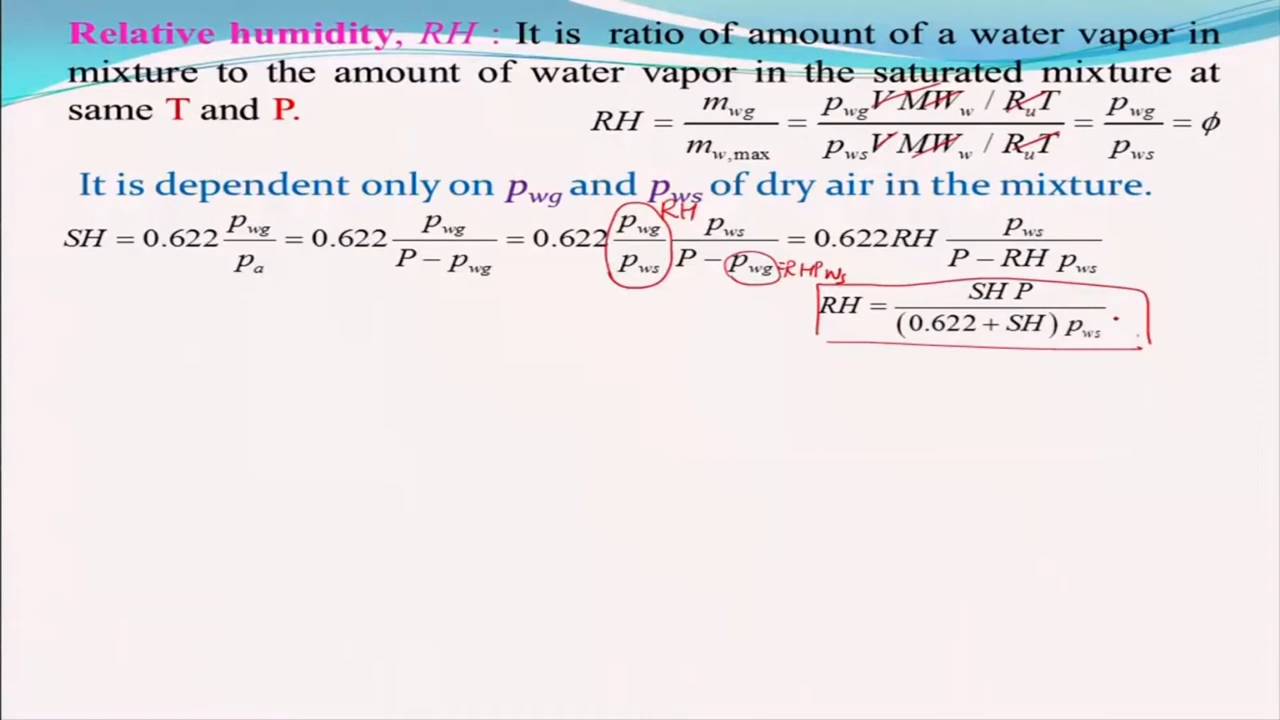 Relative humidity, RH : It is ratio of amount of a water vapor in
mixture to the amount of water vapor in the saturated mixture at
same T and P.
RH = m_wg / m_w,max = (p_wg V MW_w / R_u T) / (p_ws V MW_w / R_u T) = p_wg / p_ws = ϕ
It is dependent only on p_wg and p_ws of dry air in the mixture.
RH
SH = 0.622 p_wg / p_a = 0.622 p_wg / (P − p_wg) = 0.622 (p_wg / p_ws) p_ws / (P − p_wg) = 0.622 RH p_ws / (P − RH p_ws)
=RHPws
RH = SH P / ((0.622 + SH) p_ws)